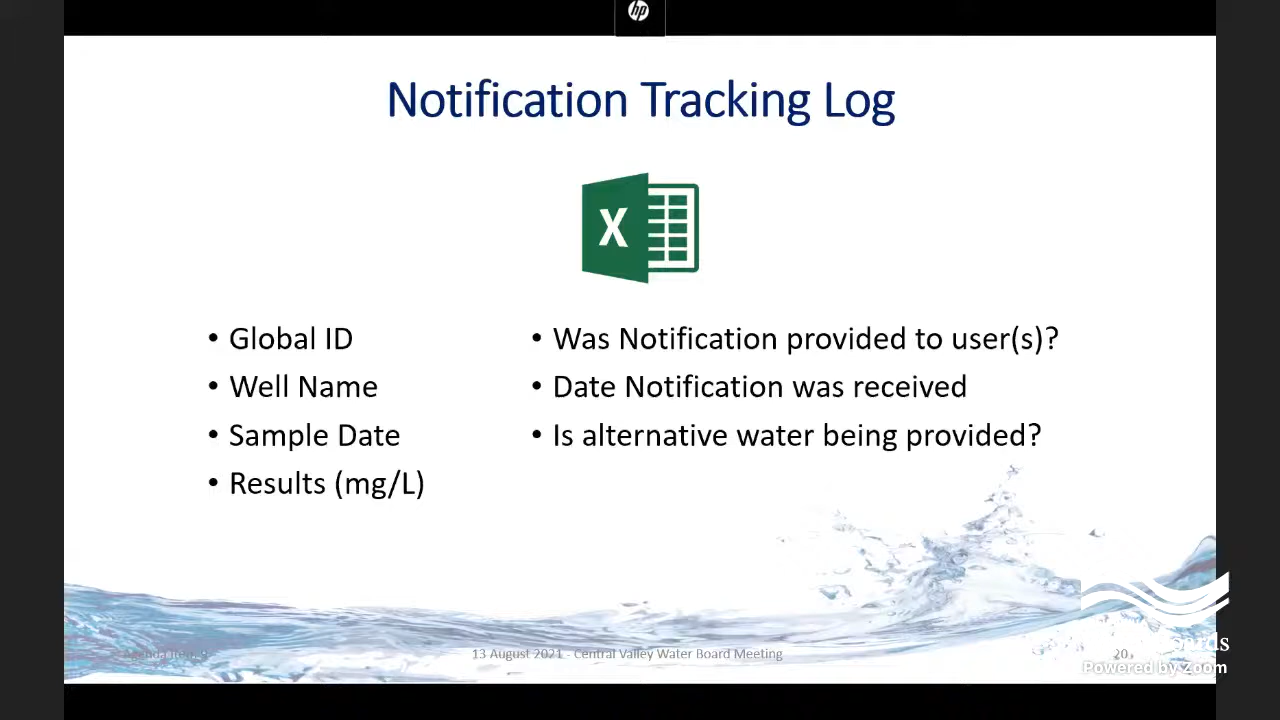 hp
Notification Tracking Log
X
• Global ID
• Well Name
• Sample Date
• Results (mg/L)
• Was Notification provided to user(s)?
• Date Notification was received
• Is alternative water being provided?
13 August 2021 - Central Valley Water Board Meeting
20
Powered by Zoom